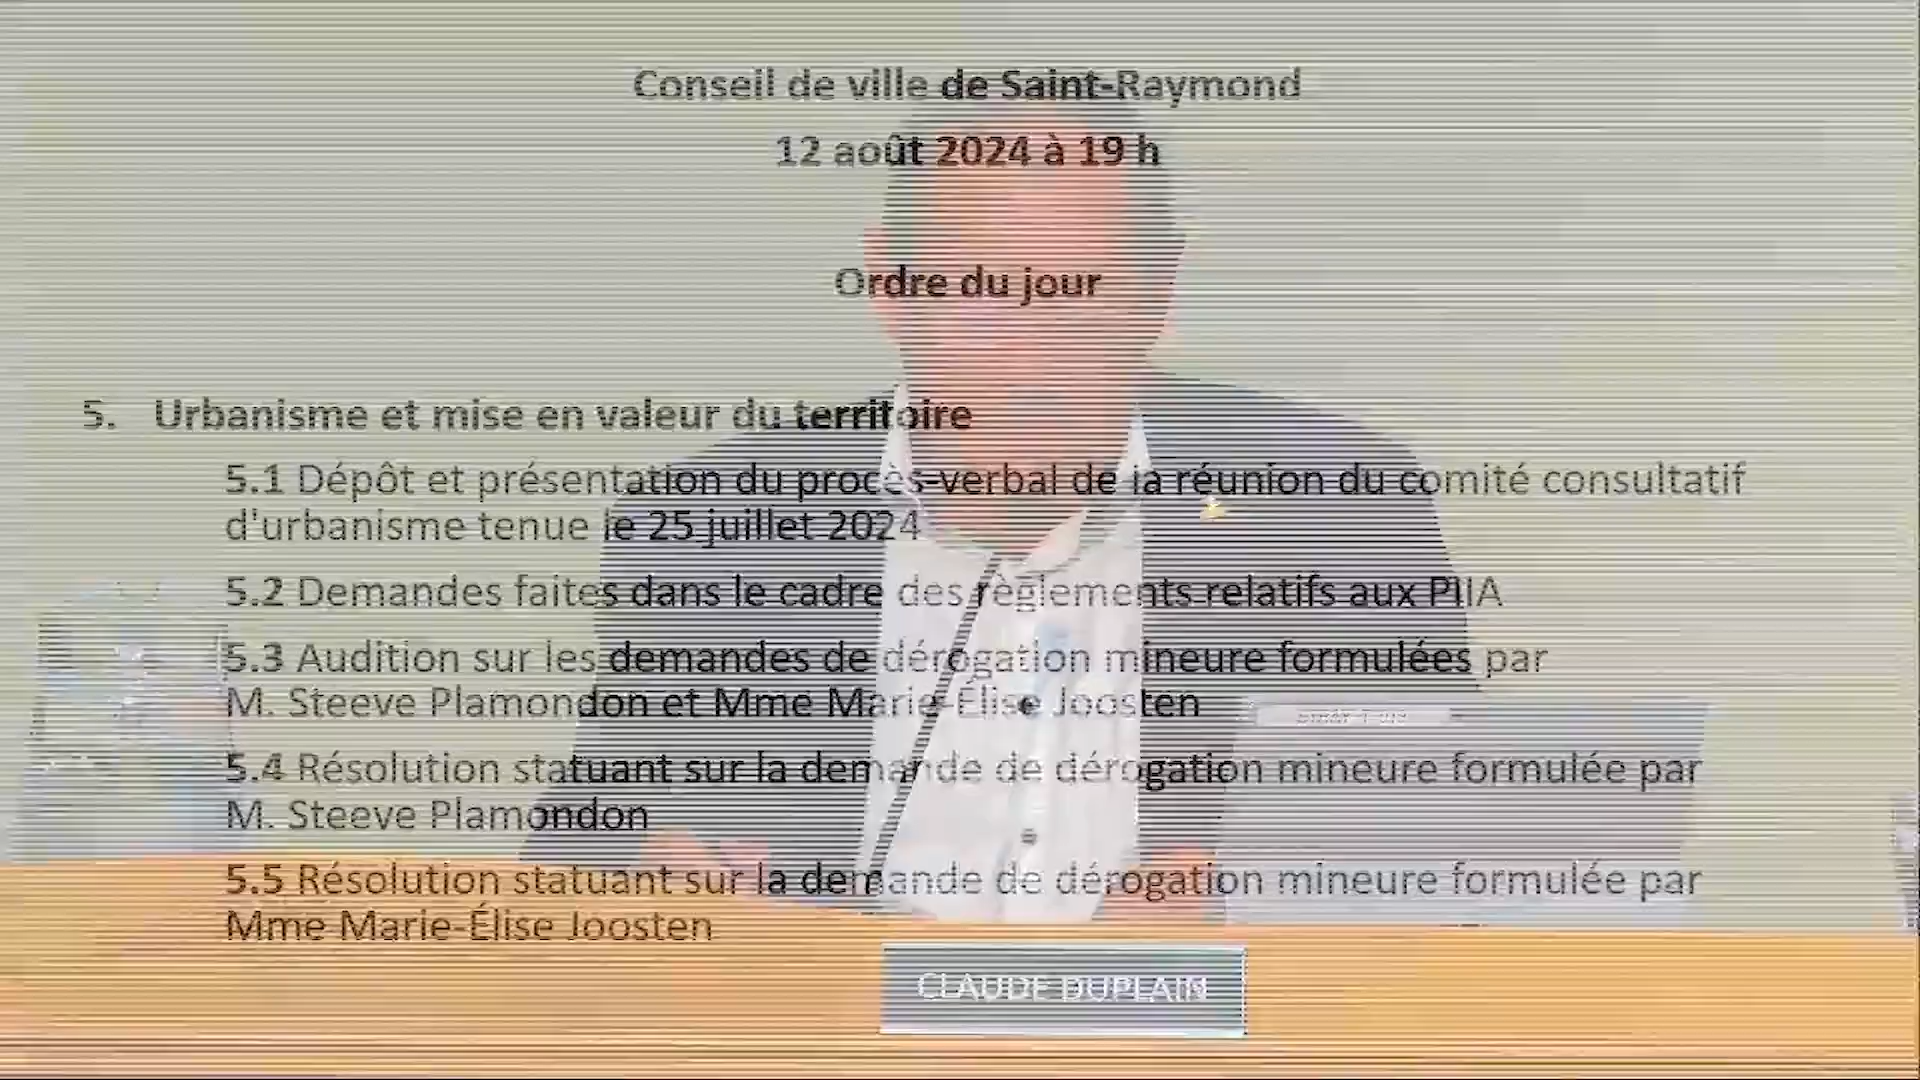 Conseil de ville de Saint-Raymond
12 août 2024 à 19 h
Ordre du jour
5. Urbanisme et mise en valeur du territoire
5.1 Dépôt et présentation du procès-verbal de la réunion du comité consultatif
d'urbanisme tenue le 25 juillet 2024
5.2 Demandes faites dans le cadre des règlements relatifs aux PIIA
5.3 Audition sur les demandes de dérogation mineure formulées par
M. Steeve Plamondon et Mme Marie-Élise Joosten
5.4 Résolution statuant sur la demande de dérogation mineure formulée par
M. Steeve Plamondon
5.5 Résolution statuant sur la demande de dérogation mineure formulée par
Mme Marie-Élise Joosten
CLAUDE DUPLAIN